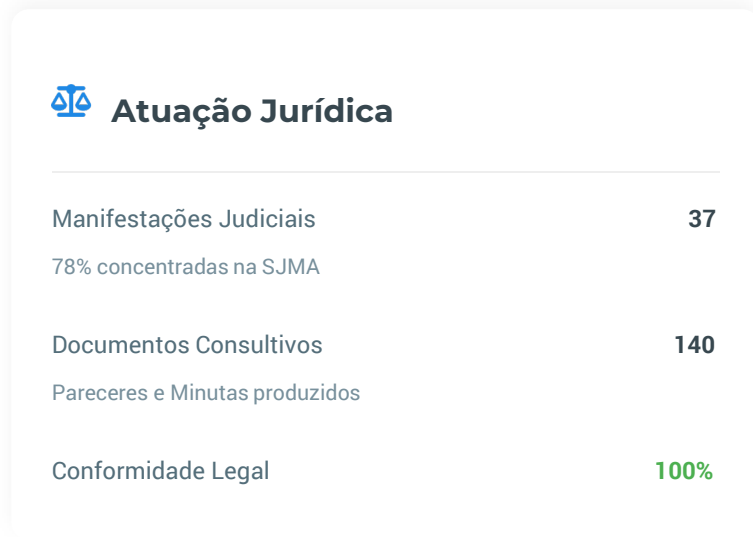 Atuação Jurídica
Manifestações Judiciais 37
78% concentradas na SJMA
Documentos Consultivos 140
Pareceres e Minutas produzidos
Conformidade Legal 100%